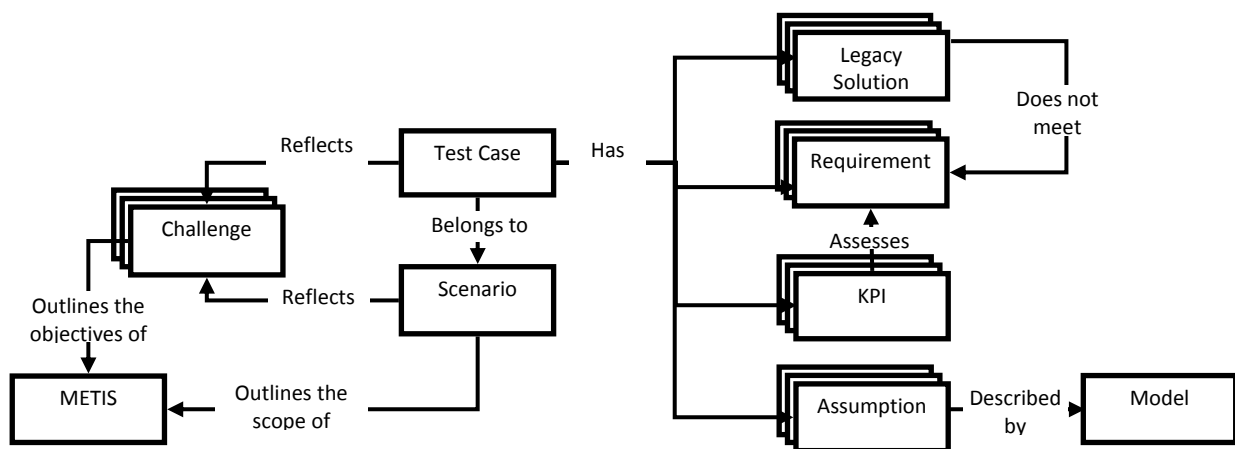 Legacy
Solution
Does not
meet
Reflects
Test Case
Has
Requirement
Challenge
Belongs to
Assesses
Outlines the
objectives of
Reflects
Scenario
KPI
METIS
Outlines the
scope of
Assumption
Described
by
Model